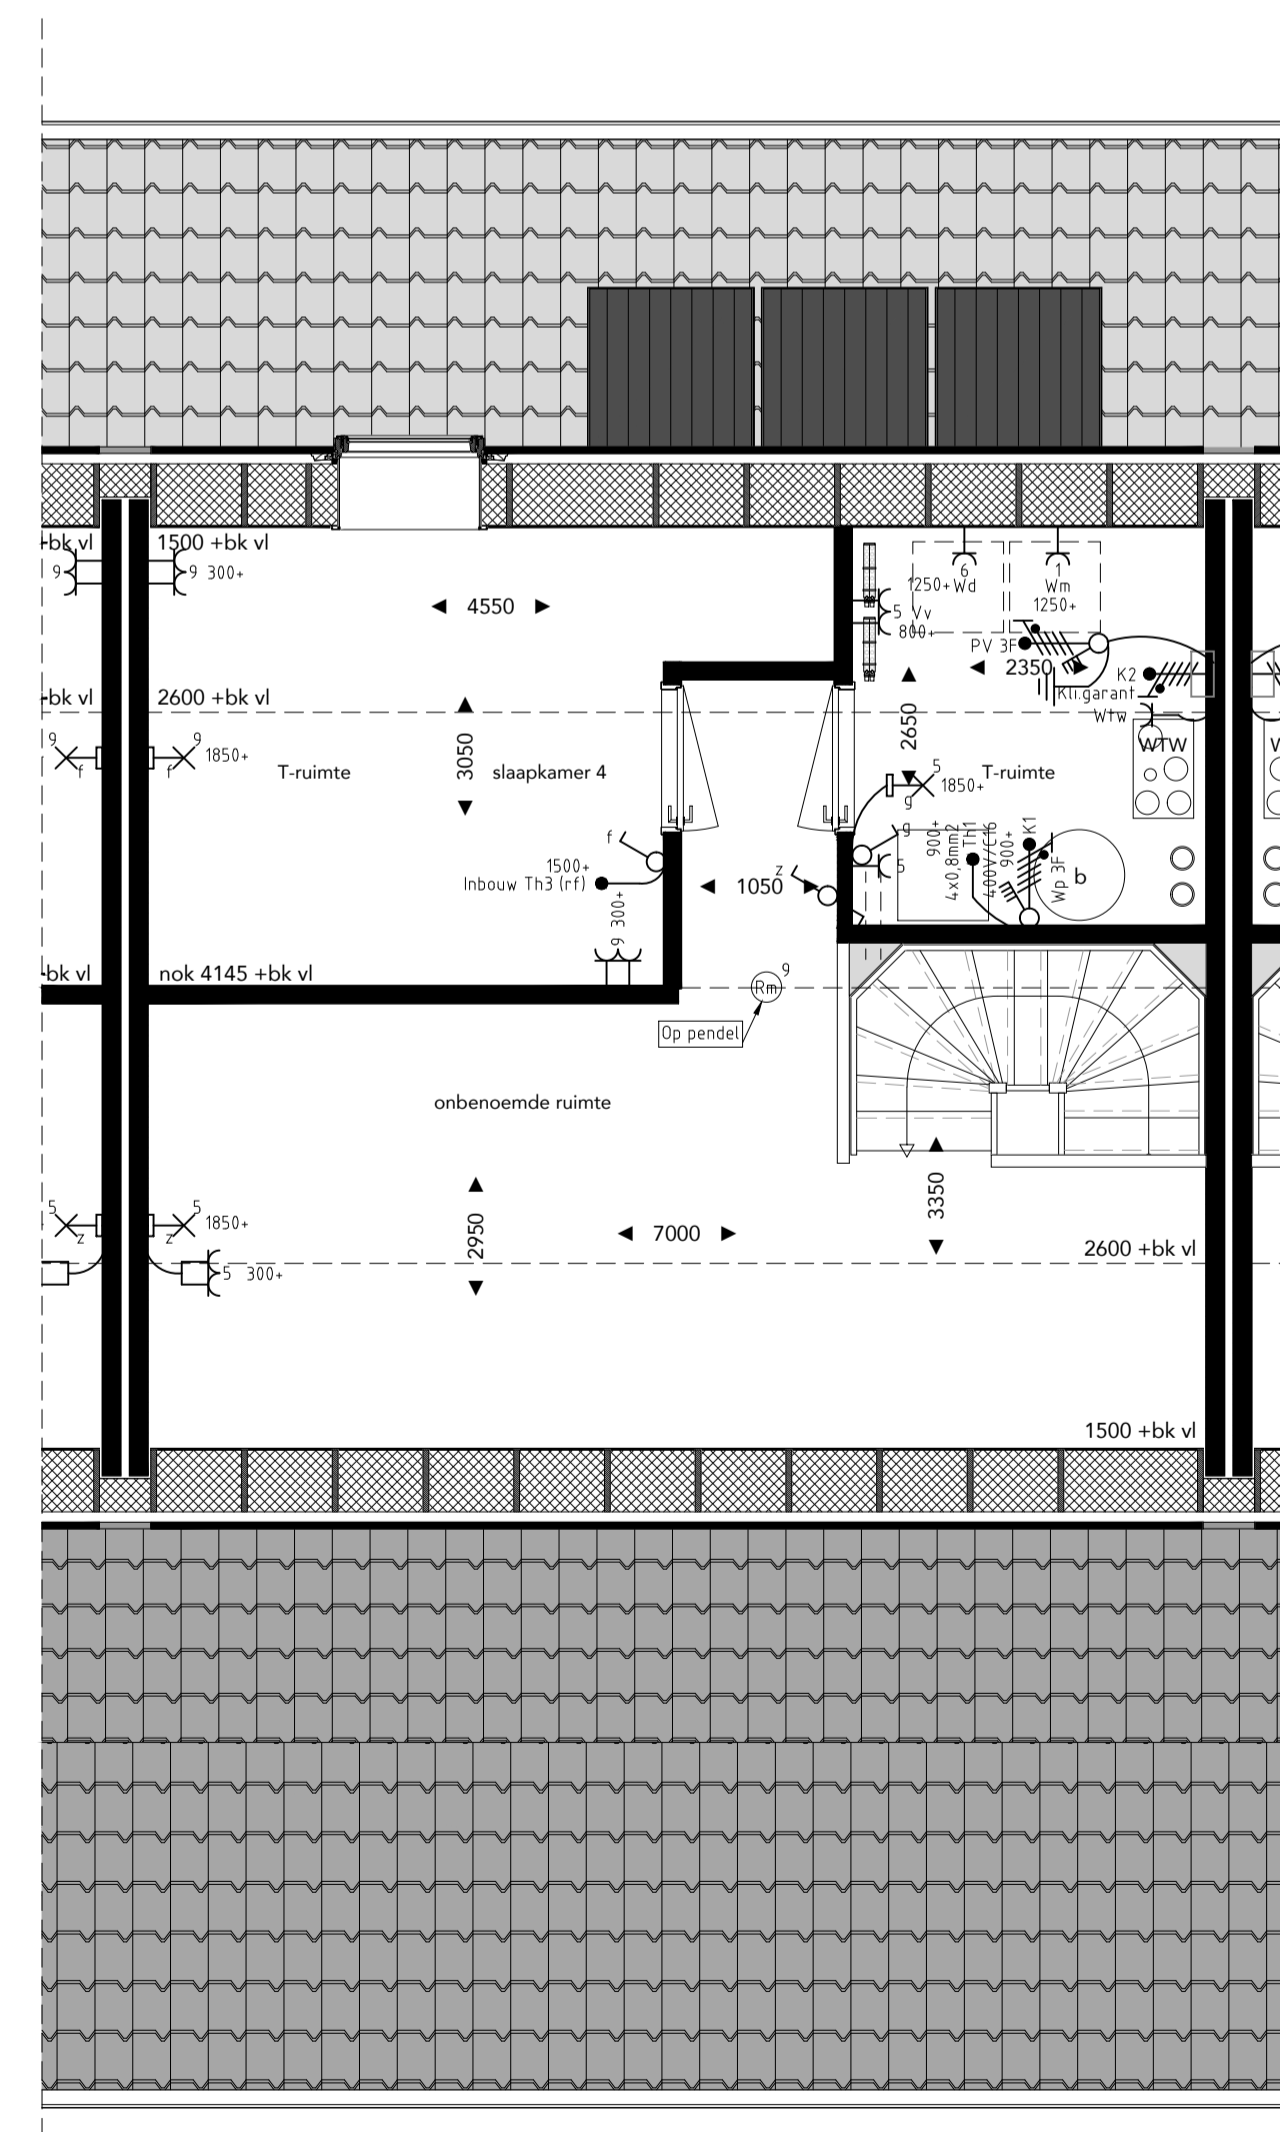 -bk vl
1500 +bk vl
9
9 300+
4550
6
1250+Wd
1
Wm
1250+
5 Vv
800+
PV 3F
2350
K2
Kli.garant
Wtw
-bk vl
2600 +bk vl
2650
WTW
W
9
f
9
f
1850+
T-ruimte
3050
slaapkamer 4
T-ruimte
5
1850+
g
g
5
900+
4x0,8mm2
Th1
400V/C16
900+
K1
Wp 3F
b
f
1500+
Inbouw Th3 (rf)
9 300+
1050
z
-bk vl
nok 4145 +bk vl
Rm
9
Op pendel
onbenoemde ruimte
5
z
5
z
1850+
5 300+
2950
7000
3350
2600 +bk vl
1500 +bk vl